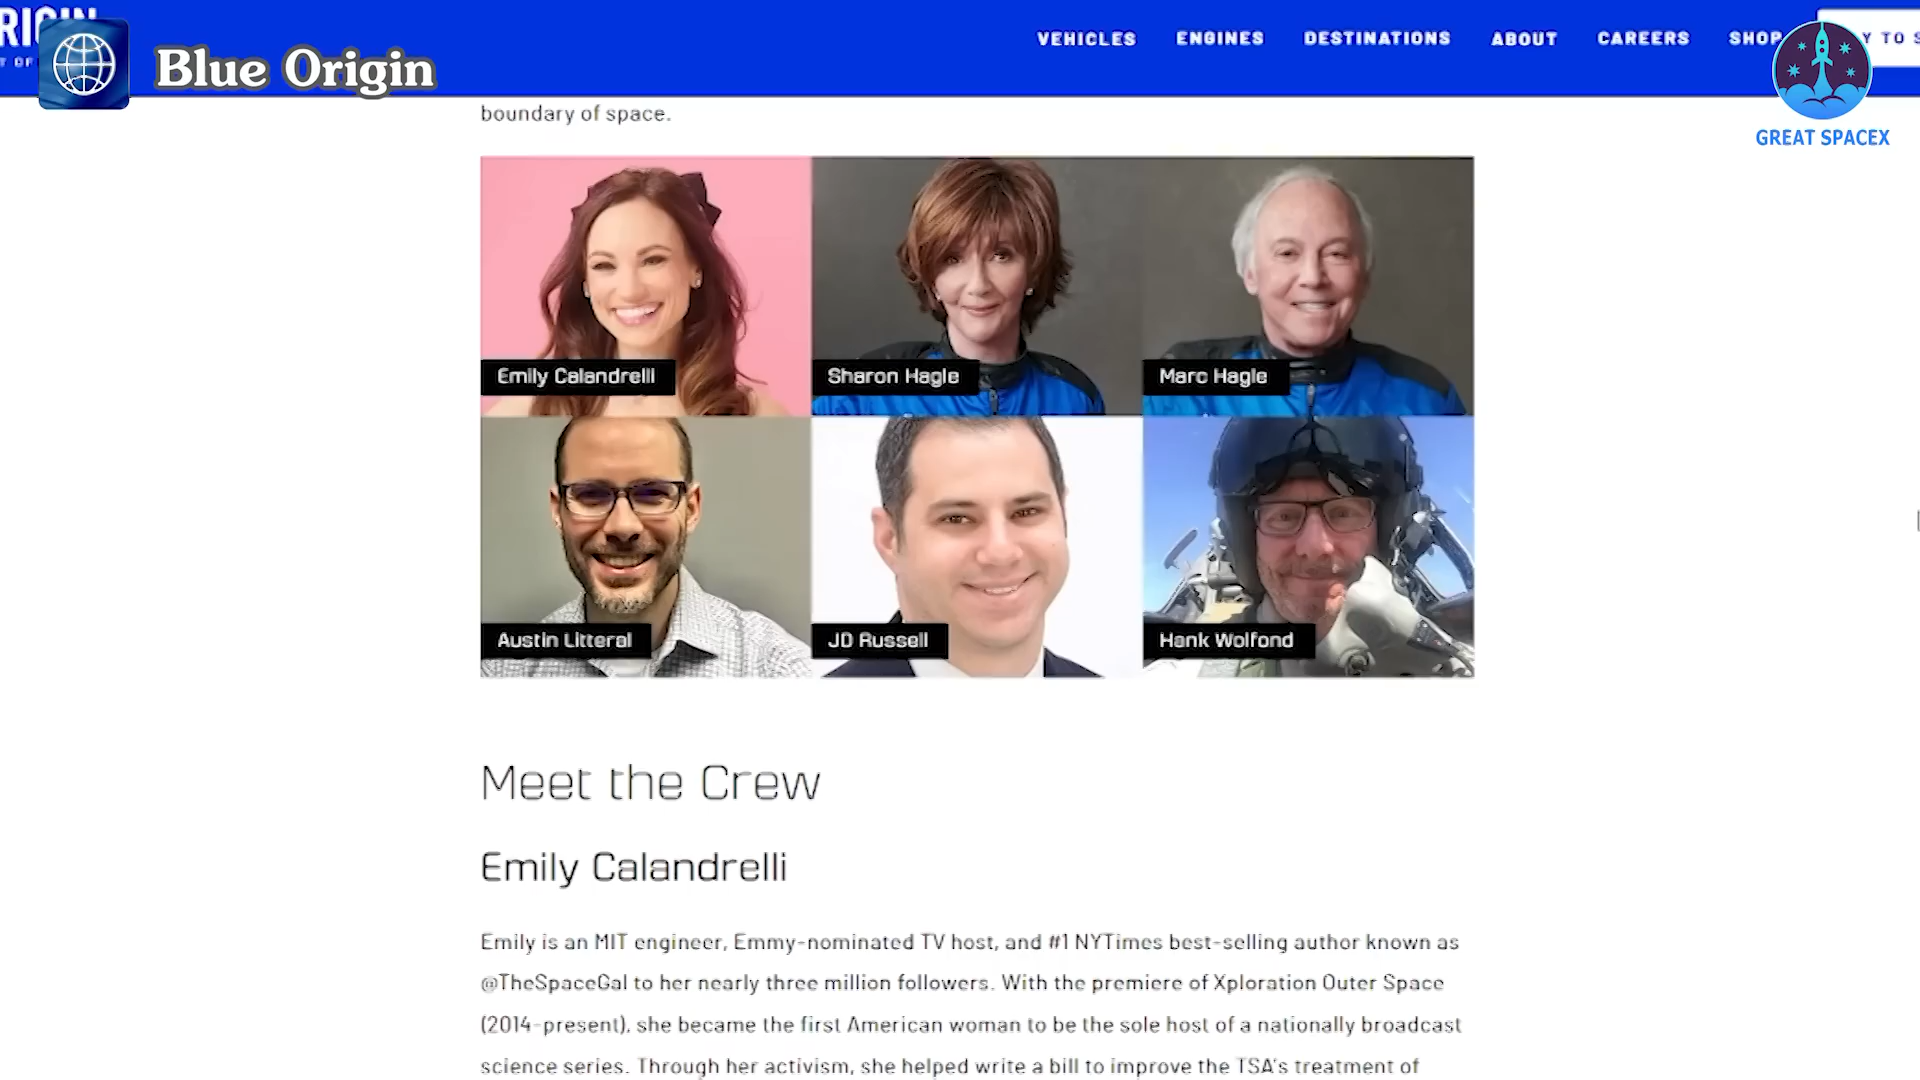 RIGIN
T OF
Blue Origin
VEHICLES ENGINES DESTINATIONS ABOUT CAREERS SHOP Y TO S
GREAT SPACEX
boundary of space.
Emily Calandrelli
Sharon Hagle
Marc Hagle
Austin Litteral
JD Russell
Hank Wolfond
Meet the Crew
Emily Calandrelli
Emily is an MIT engineer, Emmy-nominated TV host, and #1 NYTimes best-selling author known as
@TheSpaceGal to her nearly three million followers. With the premiere of Xploration Outer Space
(2014-present), she became the first American woman to be the sole host of a nationally broadcast
science series. Through her activism, she helped write a bill to improve the TSA's treatment of